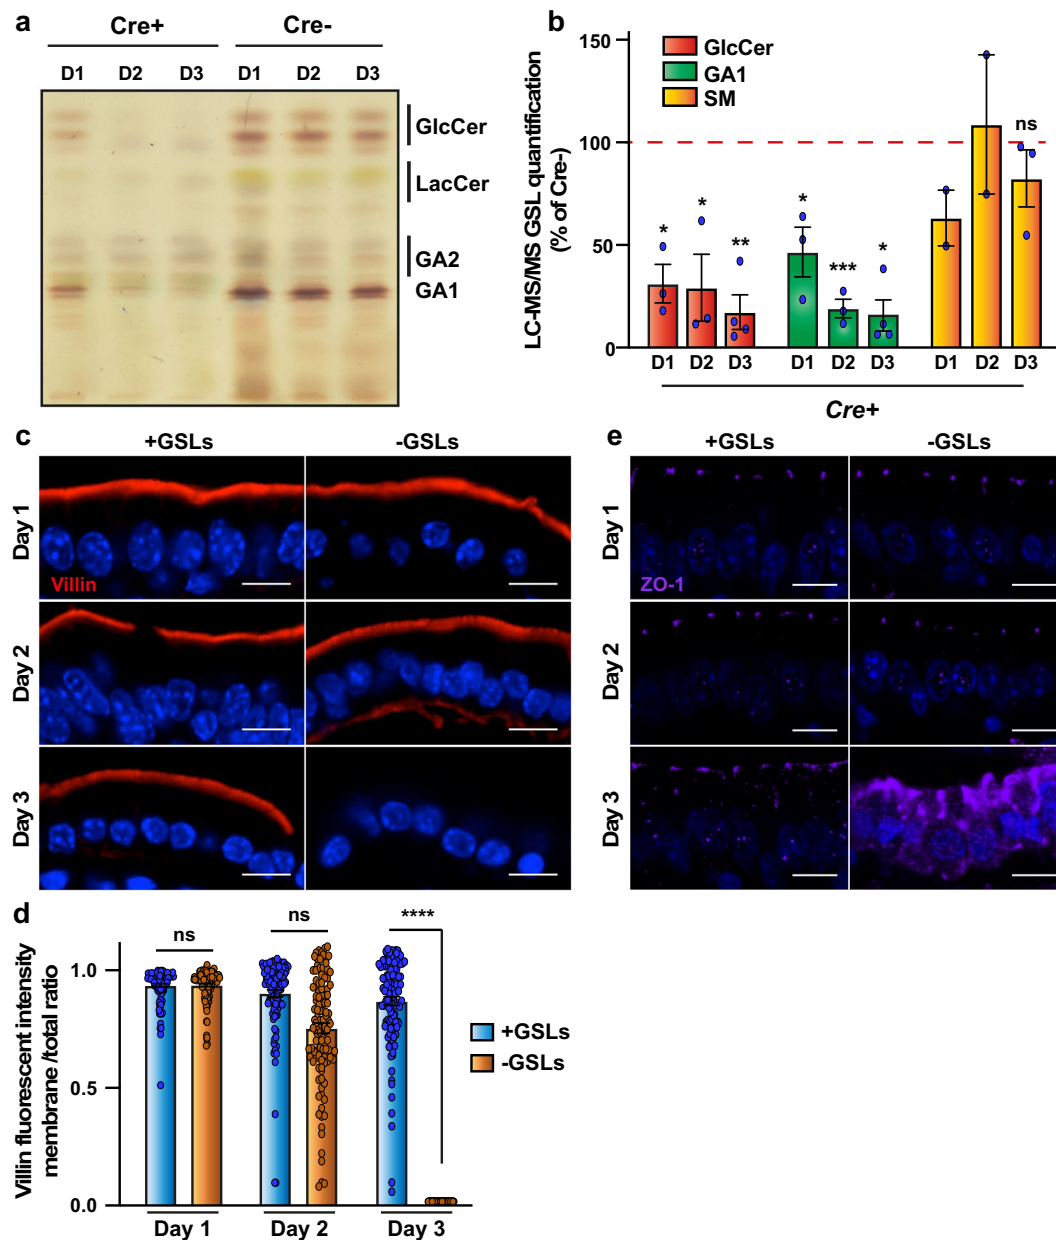 a
Cre+ Cre-
D1 D2 D3 D1 D2 D3
GlcCer
LacCer
GA2
GA1
b
LC-MS/MS GSL quantification
(% of Cre-)
150
100
50
0
GlcCer
GA1
SM
* * ** * *** * ns
D1 D2 D3 D1 D2 D3 D1 D2 D3
Cre+
c
+GSLs -GSLs
Day 1
Villin
Day 2
Day 3
e
+GSLs -GSLs
Day 1
ZO-1
Day 2
Day 3
d
Villin fluorescent intensity
membrane /total ratio
1.0
0.5
0.0
ns ns ****
+GSLs
-GSLs
Day 1 Day 2 Day 3